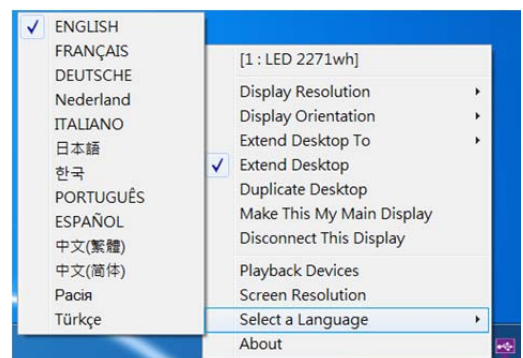 ENGLISH
FRANÇAIS
DEUTSCHE
Nederland
ITALIANO
日本語
한국
PORTUGUÊS
ESPAÑOL
中文(繁體)
中文(简体)
Расія
Türkçe
[1 : LED 2271wh]
Display Resolution
Display Orientation
Extend Desktop To
Extend Desktop
Duplicate Desktop
Make This My Main Display
Disconnect This Display
Playback Devices
Screen Resolution
Select a Language
About